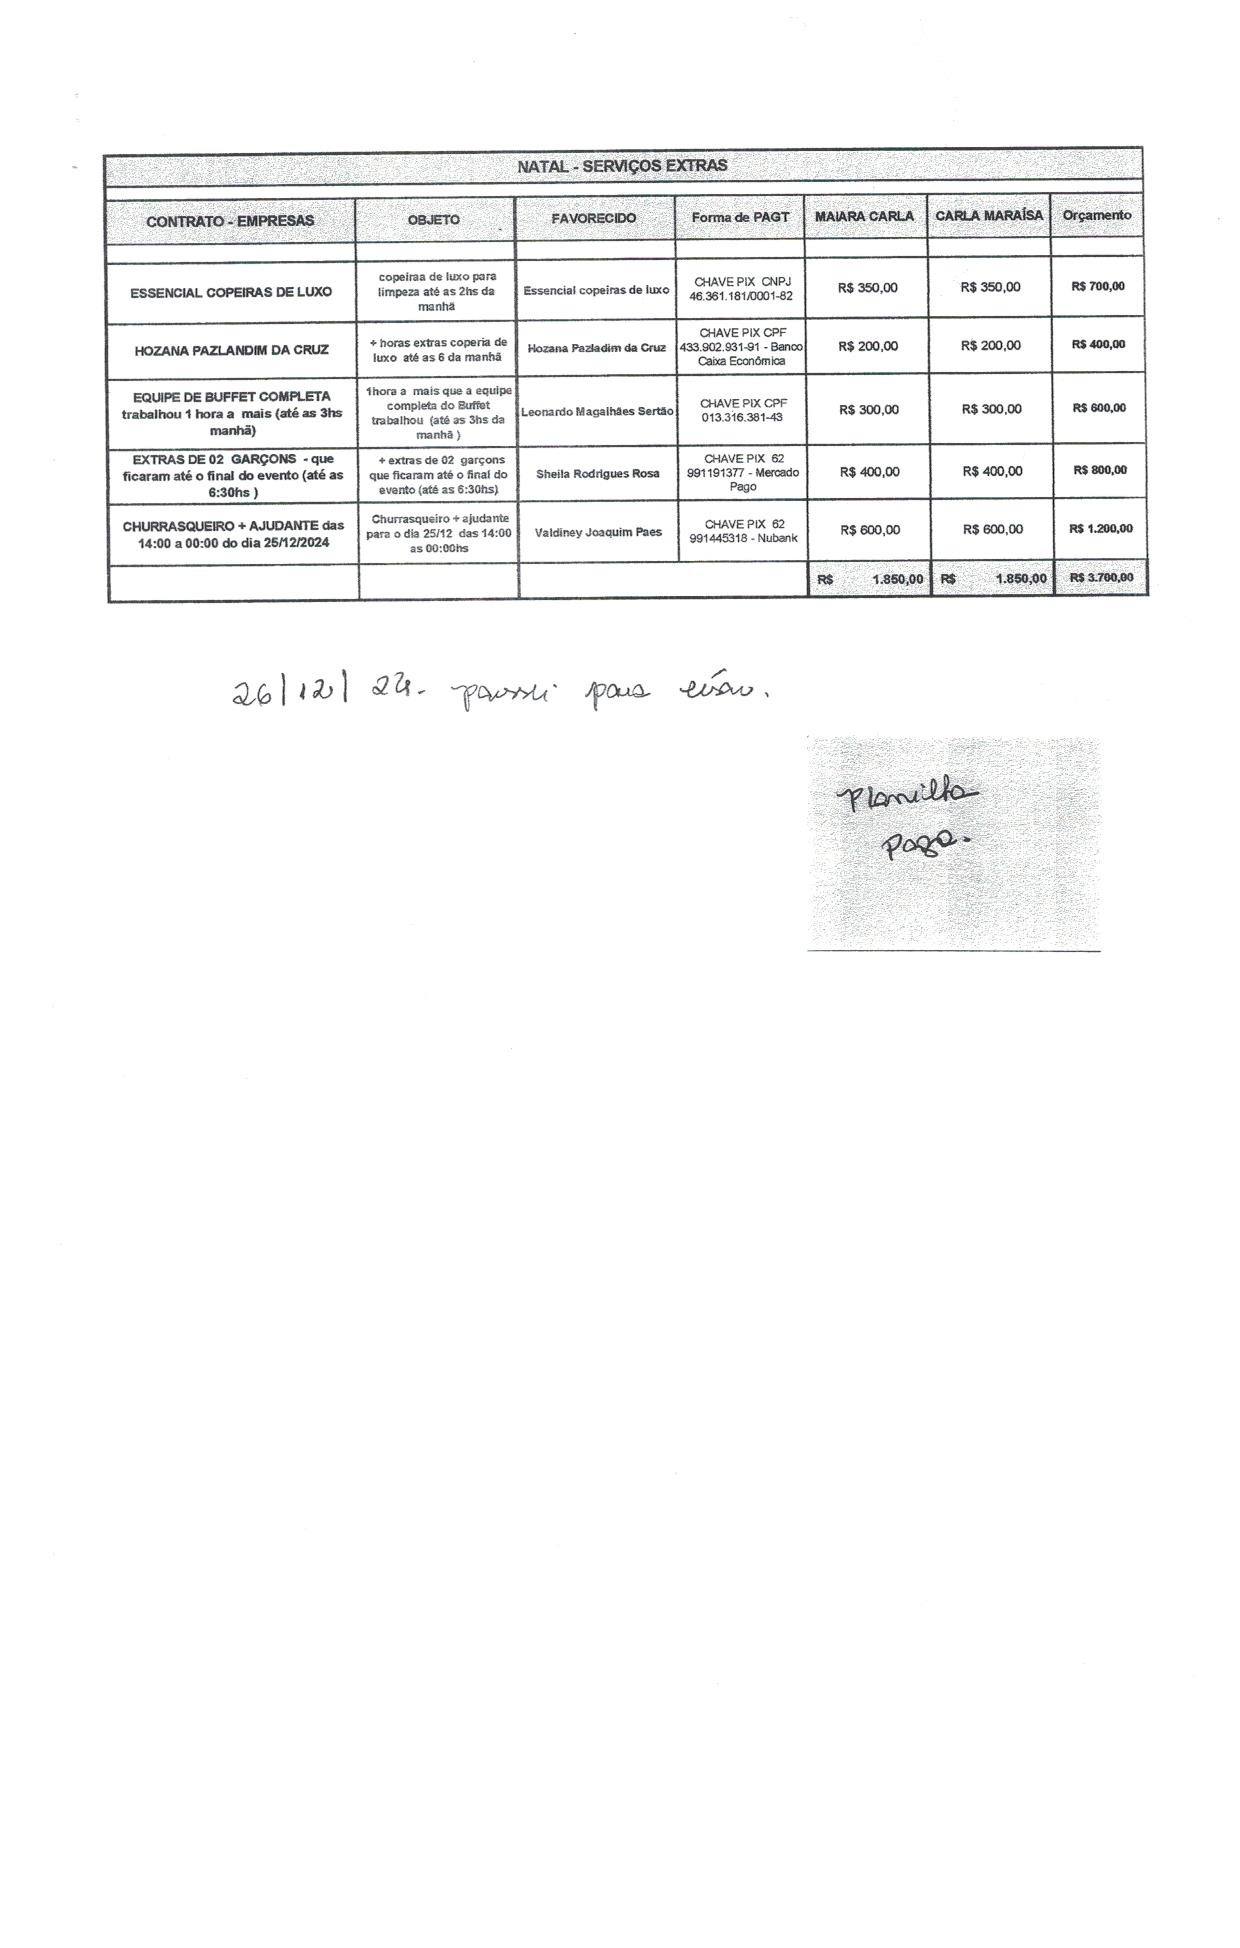 NATAL - SERVIÇOS EXTRAS
CONTRATO - EMPRESAS OBJETO FAVORECIDO Forma de PAGT MAIARA CARLA CARLA MARAÍSA Orçamento
ESSENCIAL COPEIRAS DE LUXO
copeiraa de luxo para
limpeza até as 2hs da
manhã
Essencial copeiras de luxo
CHAVE PIX CNPJ
46.361.181/0001-82
R$ 350,00 R$ 350,00 R$ 700,00
HOZANA PAZLANDIM DA CRUZ
+ horas extras coperia de
luxo até as 6 da manhã
Hozana Pazladim da Cruz
CHAVE PIX CPF
433.902.931-91 - Banco
Caixa Econômica
R$ 200,00 R$ 200,00 R$ 400,00
EQUIPE DE BUFFET COMPLETA
trabalhou 1 hora a mais (até as 3hs
manhã)
1hora a mais que a equipe
completa do Buffet
trabalhou (até as 3hs da
manhã )
Leonardo Magalhães Sertão
CHAVE PIX CPF
013.316.381-43
R$ 300,00 R$ 300,00 R$ 600,00
EXTRAS DE 02 GARÇONS - que
ficaram até o final do evento (até as
6:30hs )
+ extras de 02 garçons
que ficaram até o final do
evento (até as 6:30hs)
Sheila Rodrigues Rosa
CHAVE PIX 62
991191377 - Mercado
Pago
R$ 400,00 R$ 400,00 R$ 800,00
CHURRASQUEIRO + AJUDANTE das
14:00 a 00:00 do dia 25/12/2024
Churrasqueiro + ajudante
para o dia 25/12 das 14:00
as 00:00hs
Valdiney Joaquim Paes
CHAVE PIX 62
991445318 - Nubank
R$ 600,00 R$ 600,00 R$ 1.200,00
R$ 1.850,00 R$ 1.850,00 R$ 3.700,00
26/12/24. passei para
Planilha
Paga.